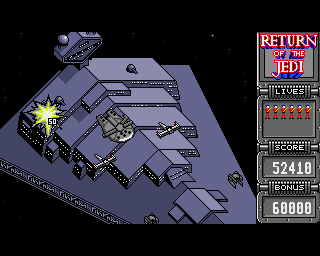 RETURN
OF THE
JEDI
LIVES
SCORE
52410
BONUS
60000
50